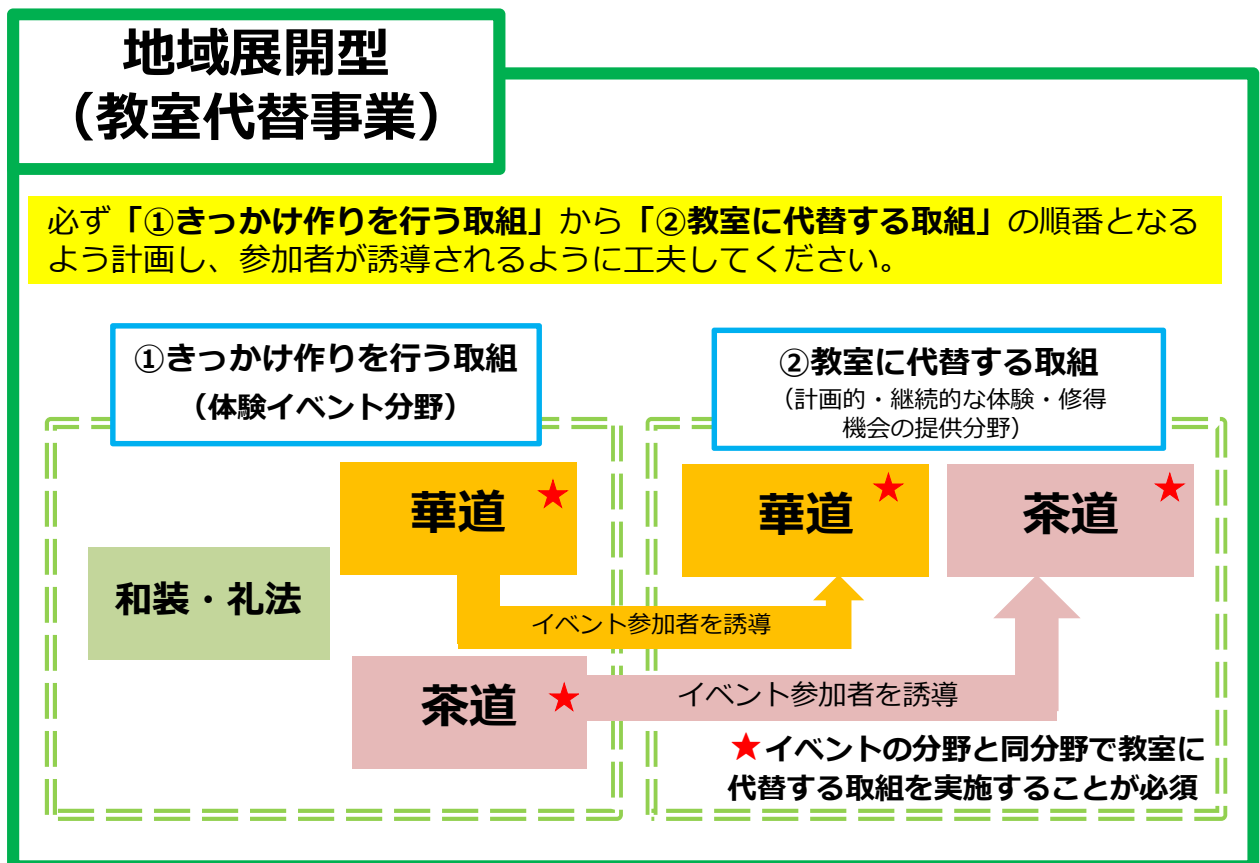 地域展開型
（教室代替事業）
必ず「①きっかけ作りを行う取組」から「②教室に代替する取組」の順番となる
よう計画し、参加者が誘導されるように工夫してください。
①きっかけ作りを行う取組
（体験イベント分野）
②教室に代替する取組
（計画的・継続的な体験・修得
機会の提供分野）
華道 ★
和装・礼法
茶道 ★
華道 ★
茶道 ★
イベント参加者を誘導
イベント参加者を誘導
★イベントの分野と同分野で教室に
代替する取組を実施することが必須